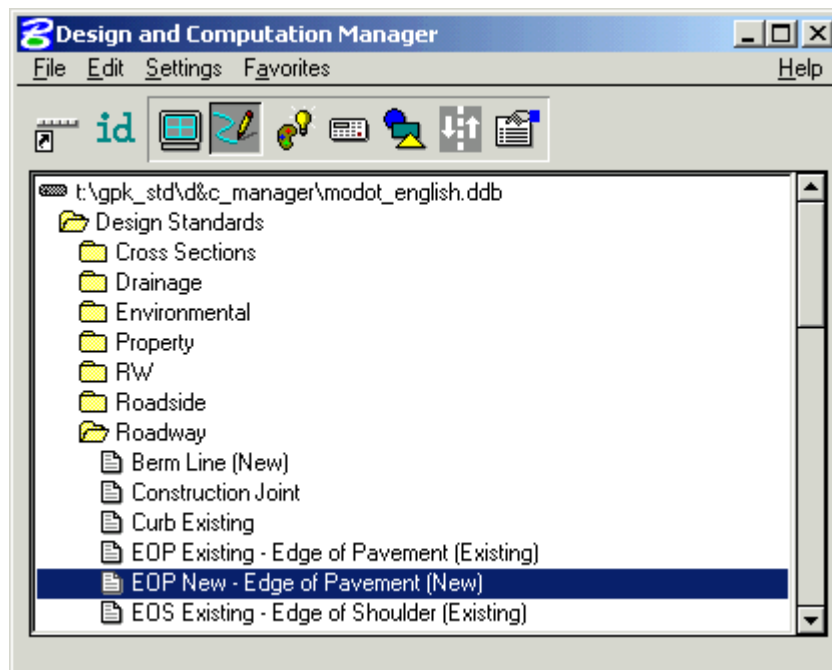 Design and Computation Manager
File Edit Settings Favorites Help
id
t:\gpk_std\d&c_manager\modot_english.ddb
Design Standards
Cross Sections
Drainage
Environmental
Property
RW
Roadside
Roadway
Berm Line (New)
Construction Joint
Curb Existing
EOP Existing - Edge of Pavement (Existing)
EOP New - Edge of Pavement (New)
EOS Existing - Edge of Shoulder (Existing)